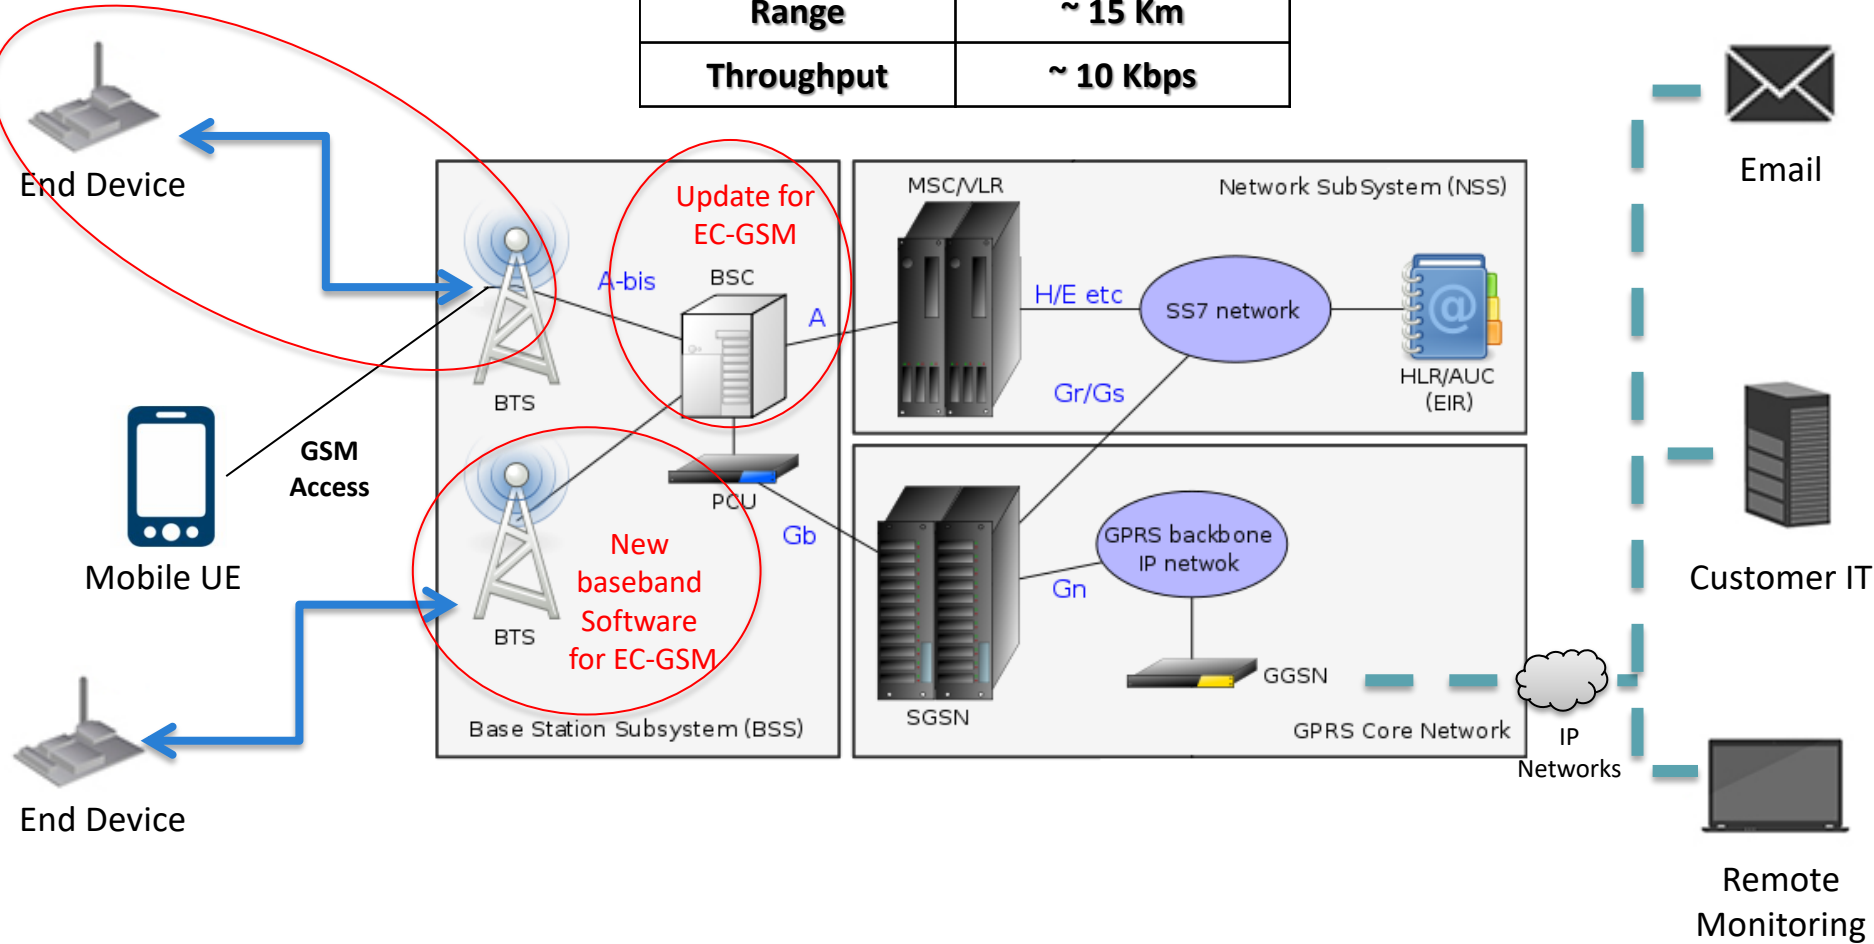 Range ~ 15 Km
Throughput ~ 10 Kbps
End Device
Update for
EC-GSM
A-bis
BSC
A
BTS
MSC/VLR
Network SubSystem (NSS)
H/E etc
SS7 network
HLR/AUC
(EIR)
Gr/Gs
Email
GSM
Access
Mobile UE
PCU
Gb
New
baseband
Software
for EC-GSM
BTS
Base Station Subsystem (BSS)
GPRS backbone
IP netwok
Gn
GGSN
SGSN
GPRS Core Network
IP
Networks
Customer IT
End Device
Remote
Monitoring